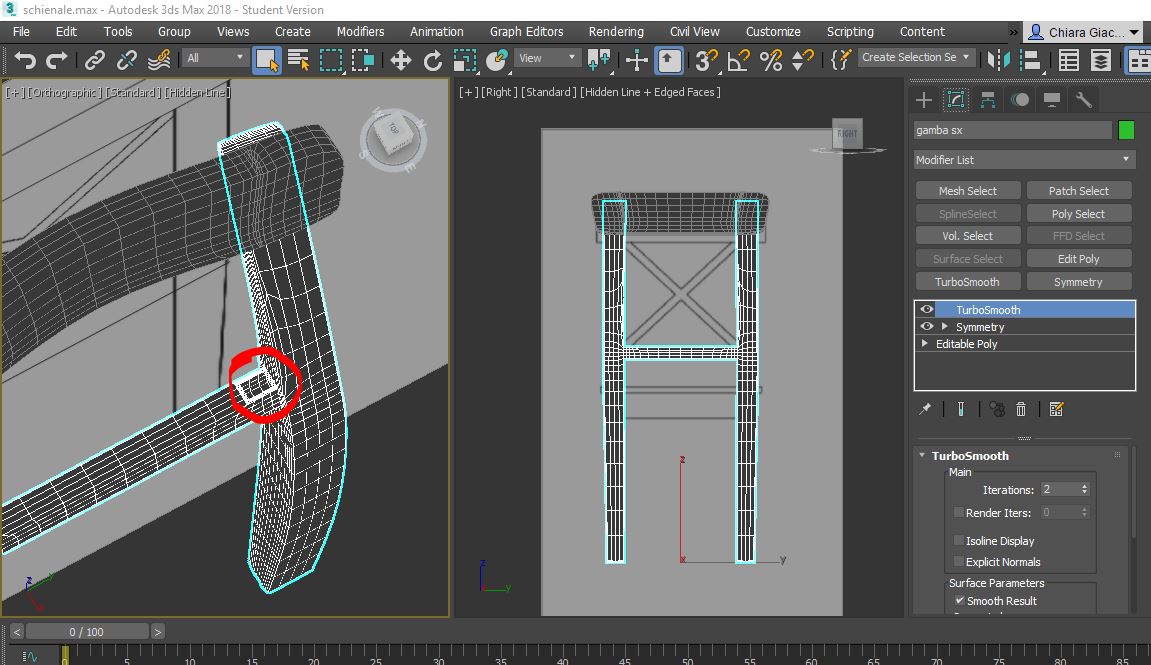 schienale.max - Autodesk 3ds Max 2018 - Student Version
File Edit Tools Group Views Create Modifiers Animation Graph Editors Rendering Civil View Customize Scripting Content » Chiara Giac...
All View 3 Create Selection Se
[+] [Orthographic] [Standard] [Hidden Line]
TOP
S
E
[+] [Right] [Standard] [Hidden Line + Edged Faces]
RIGHT
gamba sx
Modifier List
Mesh Select Patch Select
SplineSelect Poly Select
Vol. Select FFD Select
Surface Select Edit Poly
TurboSmooth Symmetry
TurboSmooth
Symmetry
Editable Poly
TurboSmooth
Main
Iterations: 2
Render Iters: 0
Isoline Display
Explicit Normals
Surface Parameters
Smooth Result
z
y
x
z
y
z
y
< 0 / 100 >
0 5 10 15 20 25 30 35 40 45 50 55 60 65 70 75 80 85